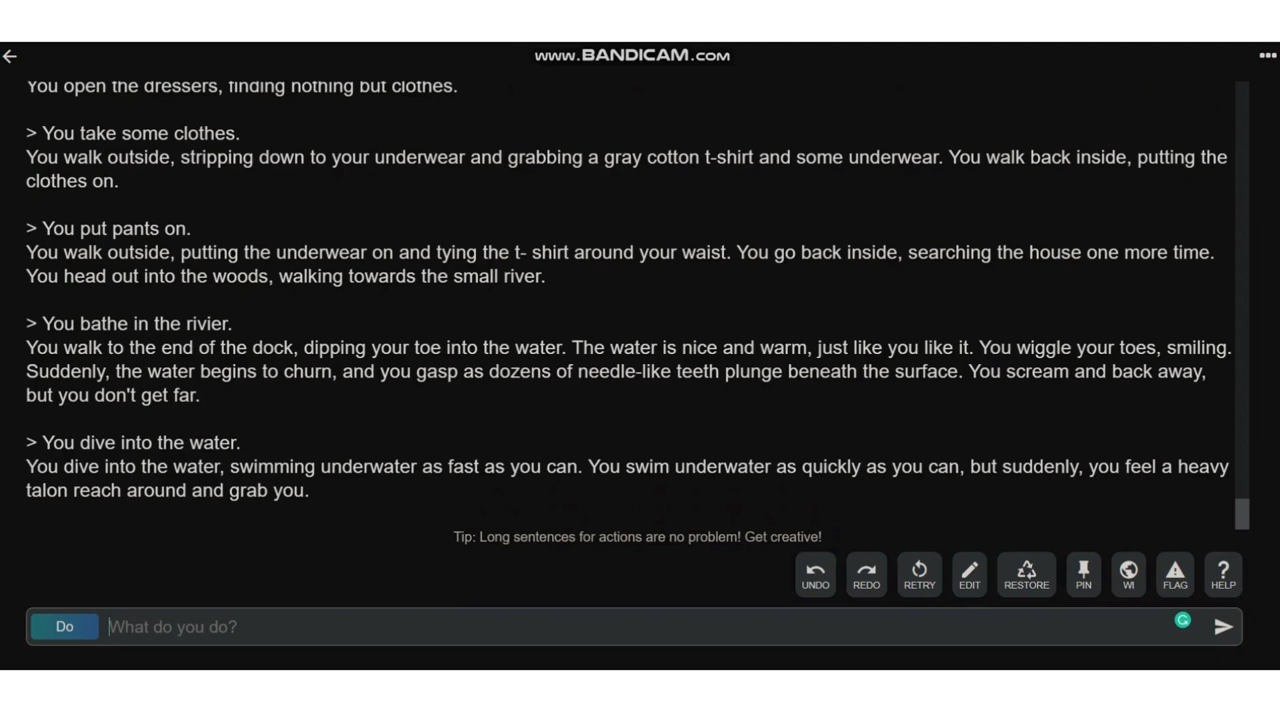 www.BANDICAM.com
You open the dressers, finding nothing but clothes.
> You take some clothes.
You walk outside, stripping down to your underwear and grabbing a gray cotton t-shirt and some underwear. You walk back inside, putting the
clothes on.
> You put pants on.
You walk outside, putting the underwear on and tying the t- shirt around your waist. You go back inside, searching the house one more time.
You head out into the woods, walking towards the small river.
> You bathe in the rivier.
You walk to the end of the dock, dipping your toe into the water. The water is nice and warm, just like you like it. You wiggle your toes, smiling.
Suddenly, the water begins to churn, and you gasp as dozens of needle-like teeth plunge beneath the surface. You scream and back away,
but you don't get far.
> You dive into the water.
You dive into the water, swimming underwater as fast as you can. You swim underwater as quickly as you can, but suddenly, you feel a heavy
talon reach around and grab you.
Tip: Long sentences for actions are no problem! Get creative!
UNDO REDO RETRY EDIT RESTORE PIN WI FLAG HELP
Do What do you do?